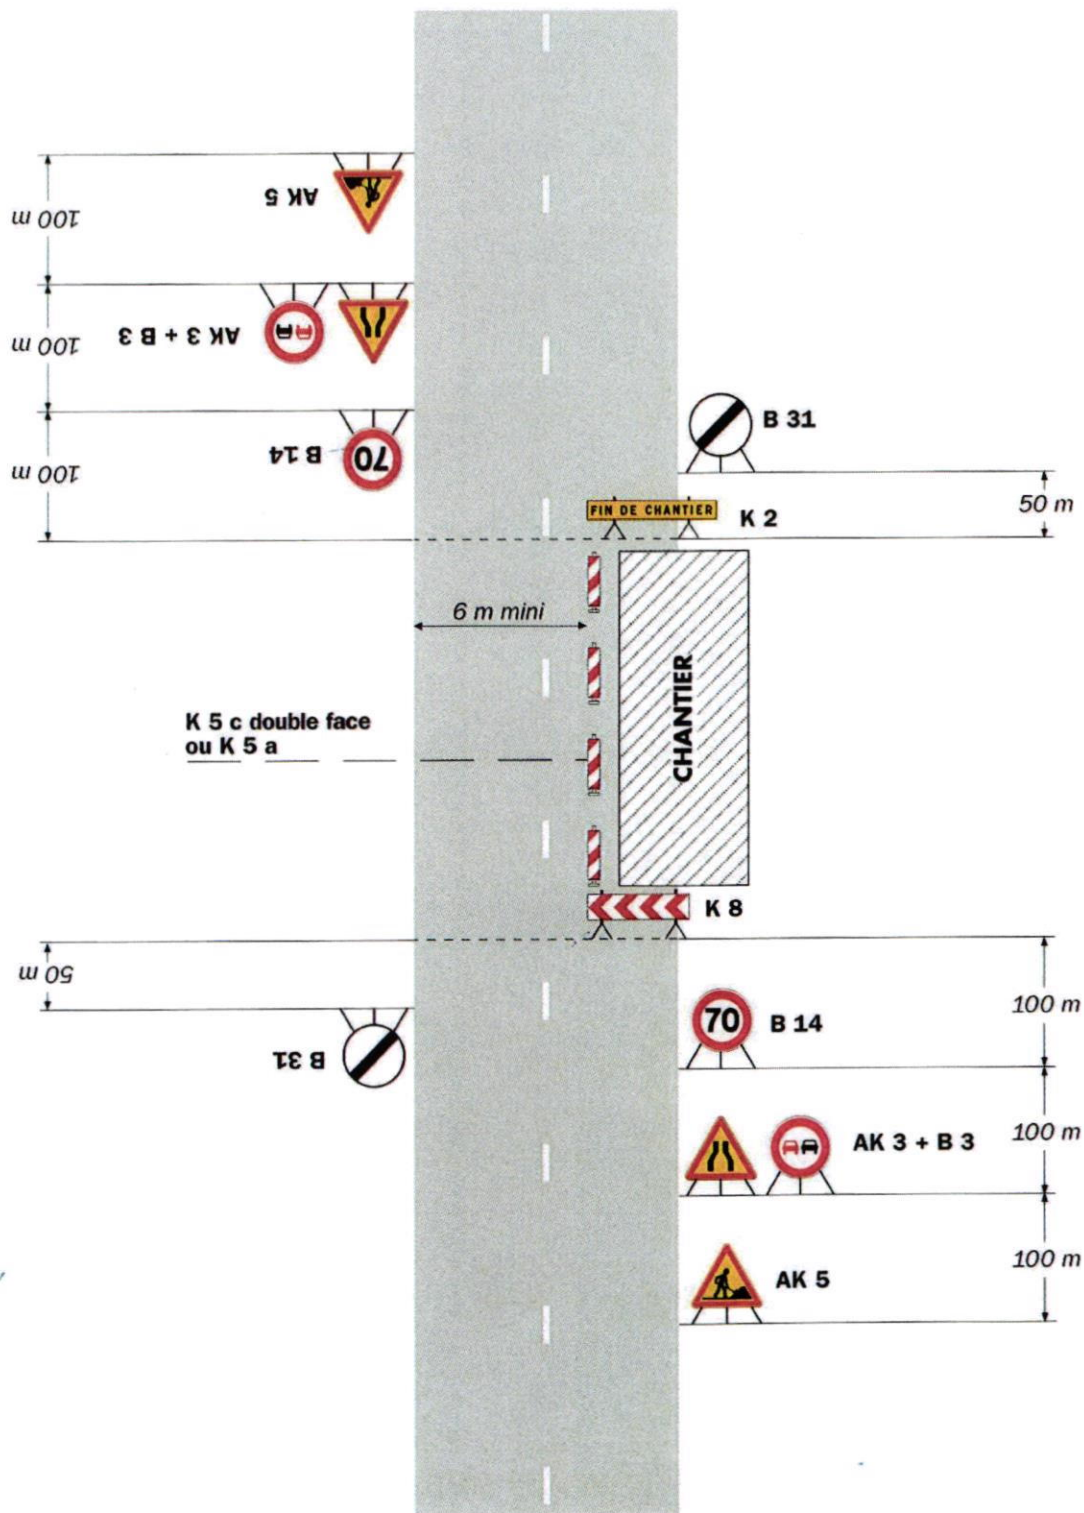 100 m
AK 5
100 m
AK 3 + B 3
100 m
B 14
70
B 31
50 m
FIN DE CHANTIER
K 2
6 m mini
CHANTIER
K 5 c double face
ou K 5 a
K 8
50 m
B 31
100 m
70
B 14
100 m
AK 3 + B 3
100 m
AK 5